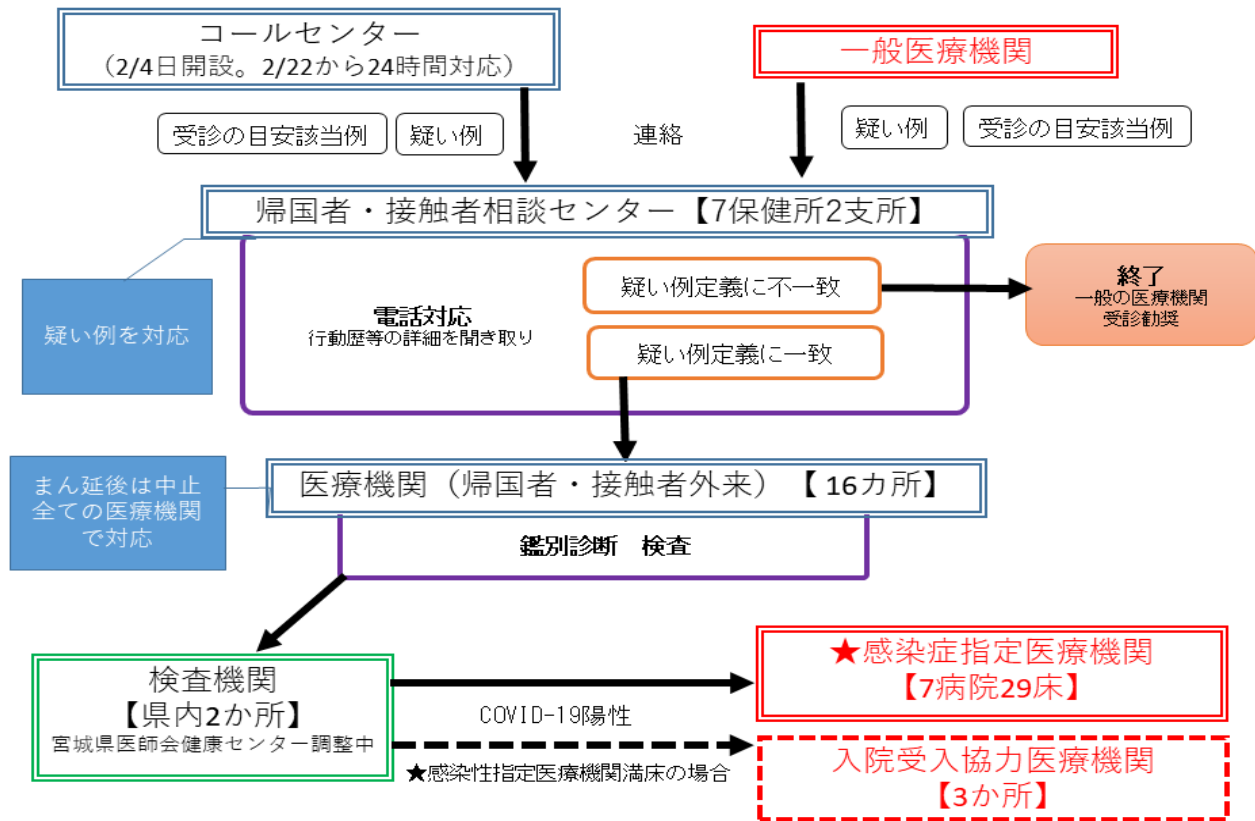 コールセンター
（2/4日開設。2/22から24時間対応）
一般医療機関
受診の目安該当例
疑い例
連絡
疑い例
受診の目安該当例
帰国者・接触者相談センター【7保健所2支所】
疑い例を対応
電話対応
行動歴等の詳細を聞き取り
疑い例定義に不一致
疑い例定義に一致
終了
一般の医療機関
受診勧奨
まん延後は中止
全ての医療機関
で対応
医療機関（帰国者・接触者外来）【16カ所】
鑑別診断　検査
検査機関
【県内2か所】
宮城県医師会健康センター調整中
COVID-19陽性
★感染性指定医療機関満床の場合
★感染症指定医療機関
【7病院29床】
入院受入協力医療機関
【3か所】